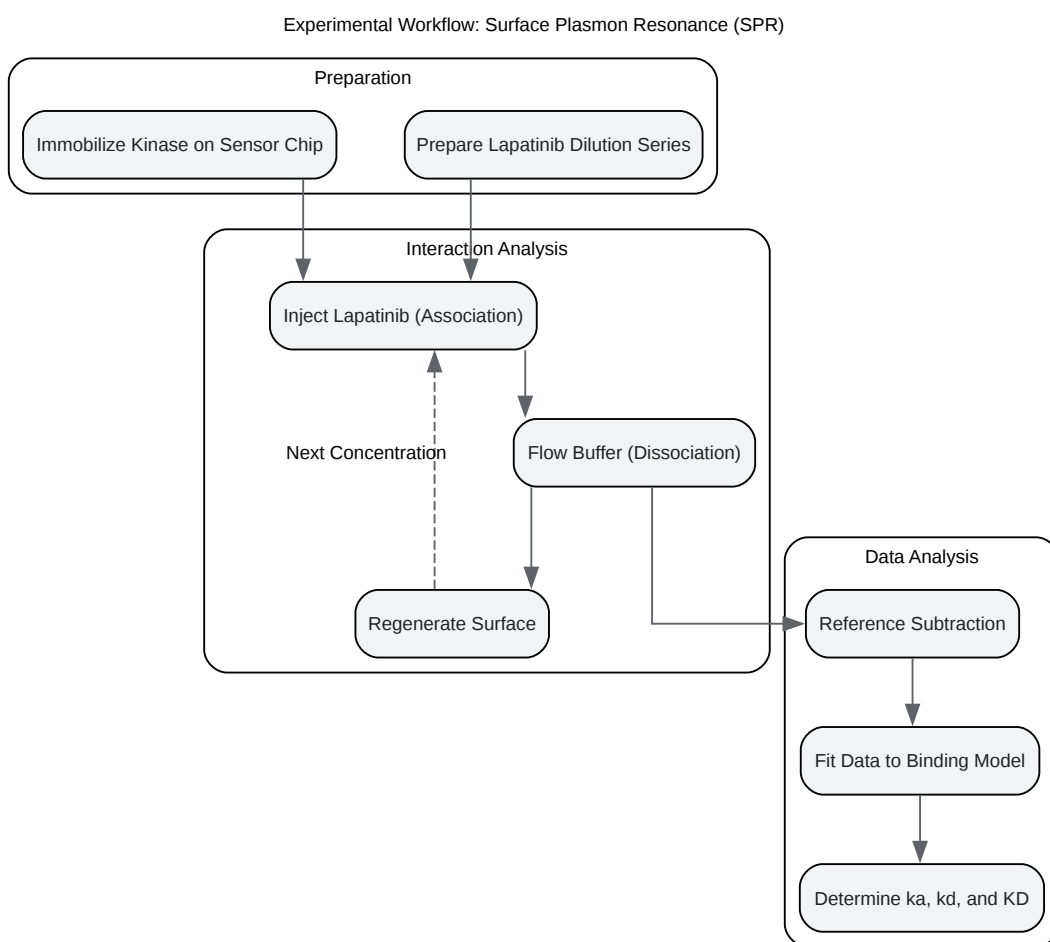 Experimental Workflow: Surface Plasmon Resonance (SPR)
Preparation
Immobilize Kinase on Sensor Chip
Prepare Lapatinib Dilution Series
Interaction Analysis
Inject Lapatinib (Association)
Next Concentration
Flow Buffer (Dissociation)
Regenerate Surface
Data Analysis
Reference Subtraction
Fit Data to Binding Model
Determine ka, kd, and KD